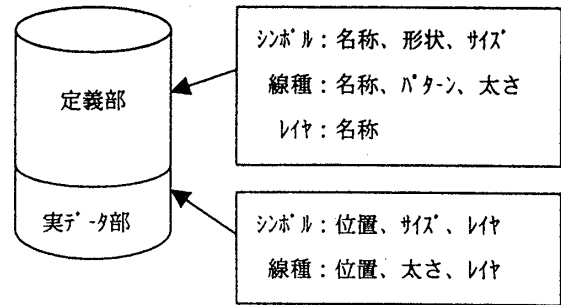 定義部
ｼﾝﾎﾞﾙ：名称、形状、ｻｲｽﾞ
線種：名称、ﾊﾟﾀｰﾝ、太さ
ﾚｲﾔ：名称
実ﾃﾞｰﾀ部
ｼﾝﾎﾞﾙ：位置、ｻｲｽﾞ、ﾚｲﾔ
線種：位置、太さ、ﾚｲﾔ